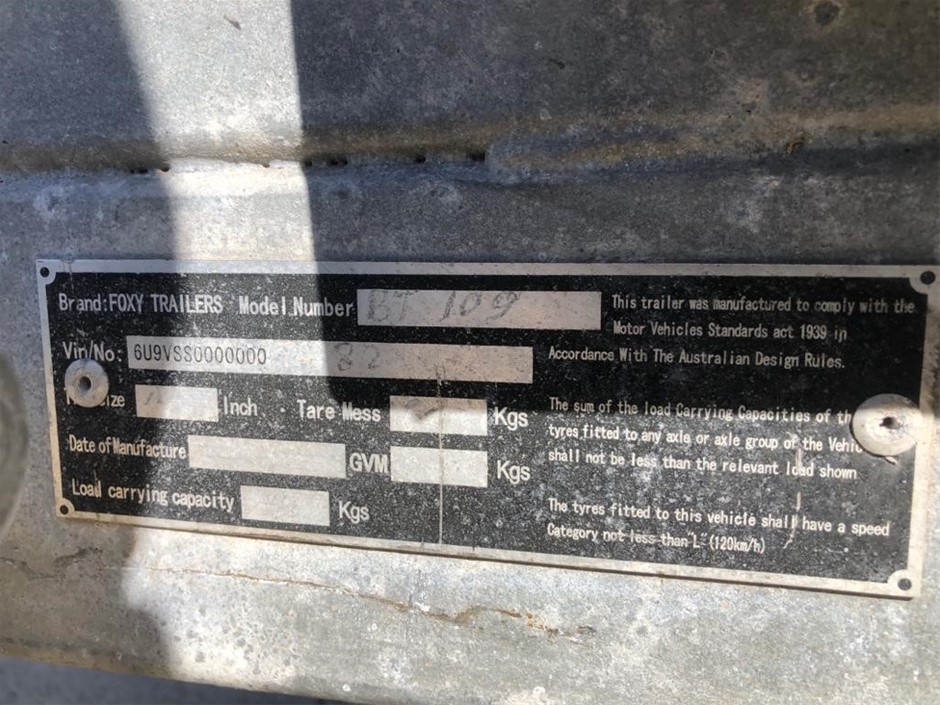 Brand: FOXY TRAILERS Model Number BT 109
Vin/No: 6U9VSS0000000 82
Size Inch · Tare Mess Kgs
Date of Manufacture GVM Kgs
Load carrying capacity Kgs
This trailer was manufactured to comply with the
Motor Vehicles Standards act 1939 in
Accordance With The Australian Design Rules.
The sum of the load Carrying Capacities of
tyres fitted to any axle or axle group of the
shall not be less than the relevant load shown
The tyres fitted to this vehicle shall have a speed
Category not less than "L" (120km/h)